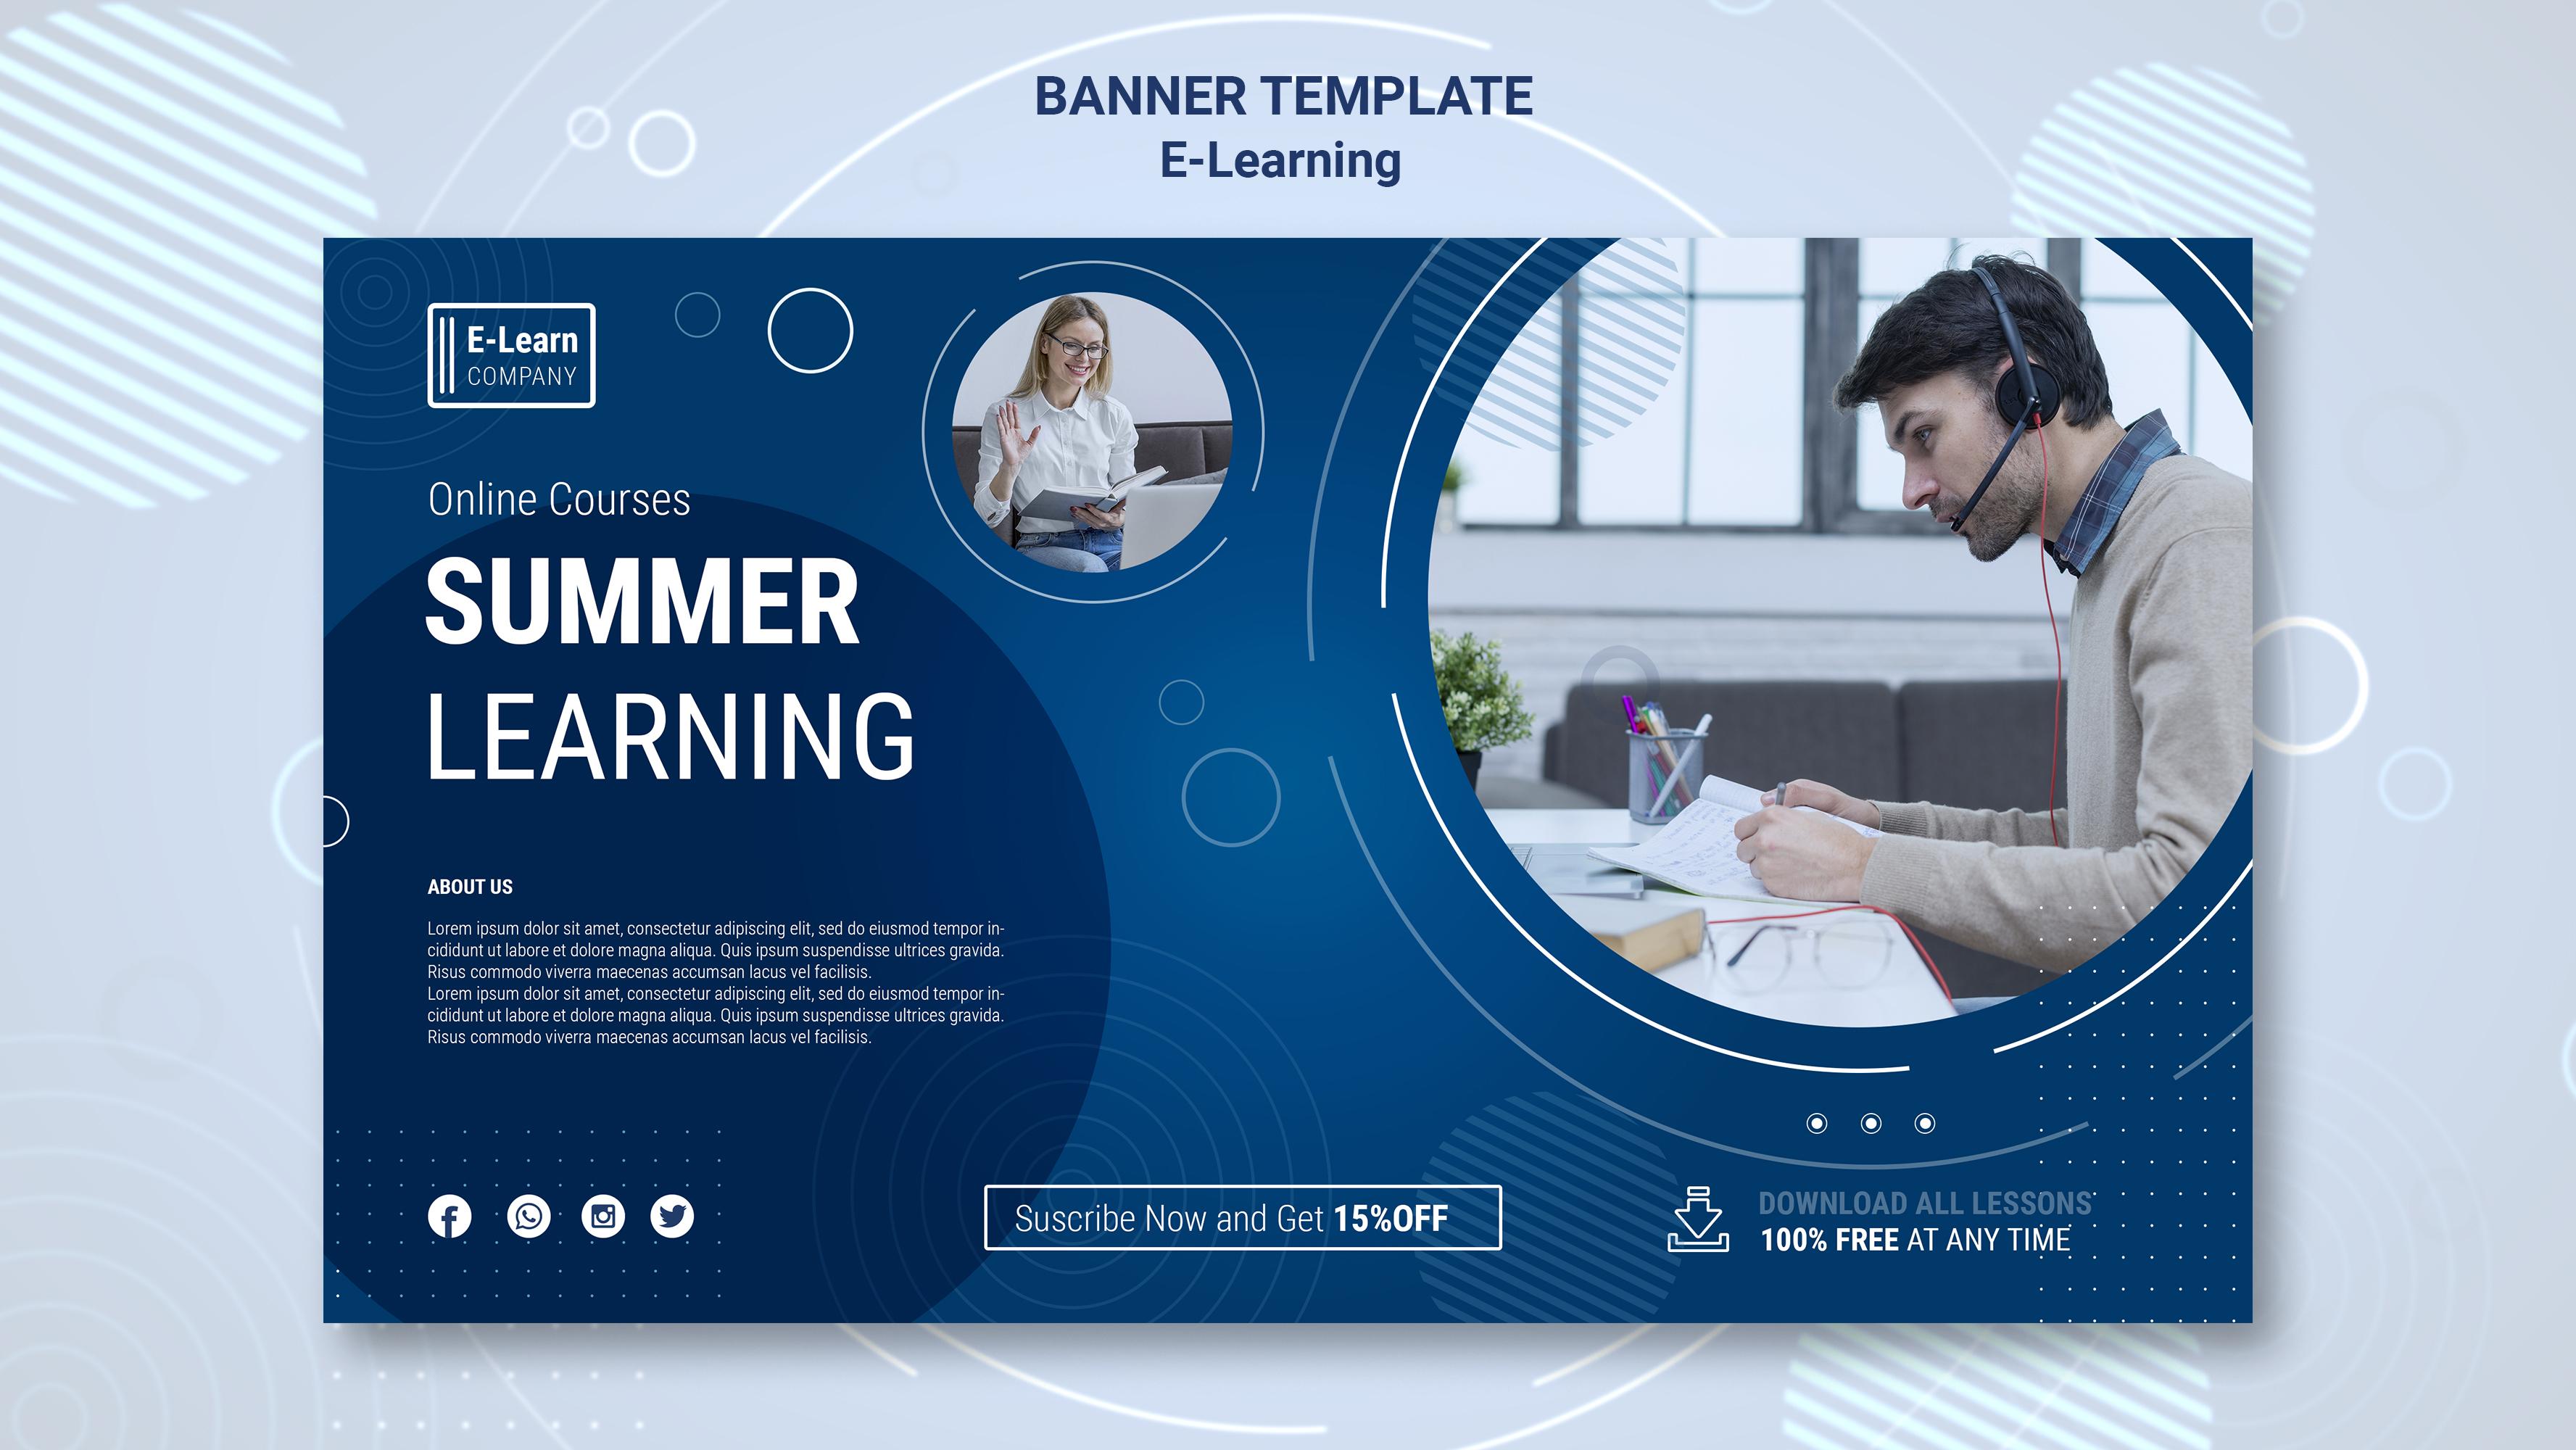 BANNER TEMPLATE
E-Learning
E-Learn
COMPANY
Online Courses
SUMMER
LEARNING
ABOUT US
Lorem ipsum dolor sit amet, consectetur adipiscing elit, sed do eiusmod tempor in-
cididunt ut labore et dolore magna aliqua. Quis ipsum suspendisse ultrices gravida.
Risus commodo viverra maecenas accumsan lacus vel facilisis.
Lorem ipsum dolor sit amet, consectetur adipiscing elit, sed do eiusmod tempor in-
cididunt ut labore et dolore magna aliqua. Quis ipsum suspendisse ultrices gravida.
Risus commodo viverra maecenas accumsan lacus vel facilisis.
Suscribe Now and Get 15%OFF
DOWNLOAD ALL LESSONS
100% FREE AT ANY TIME